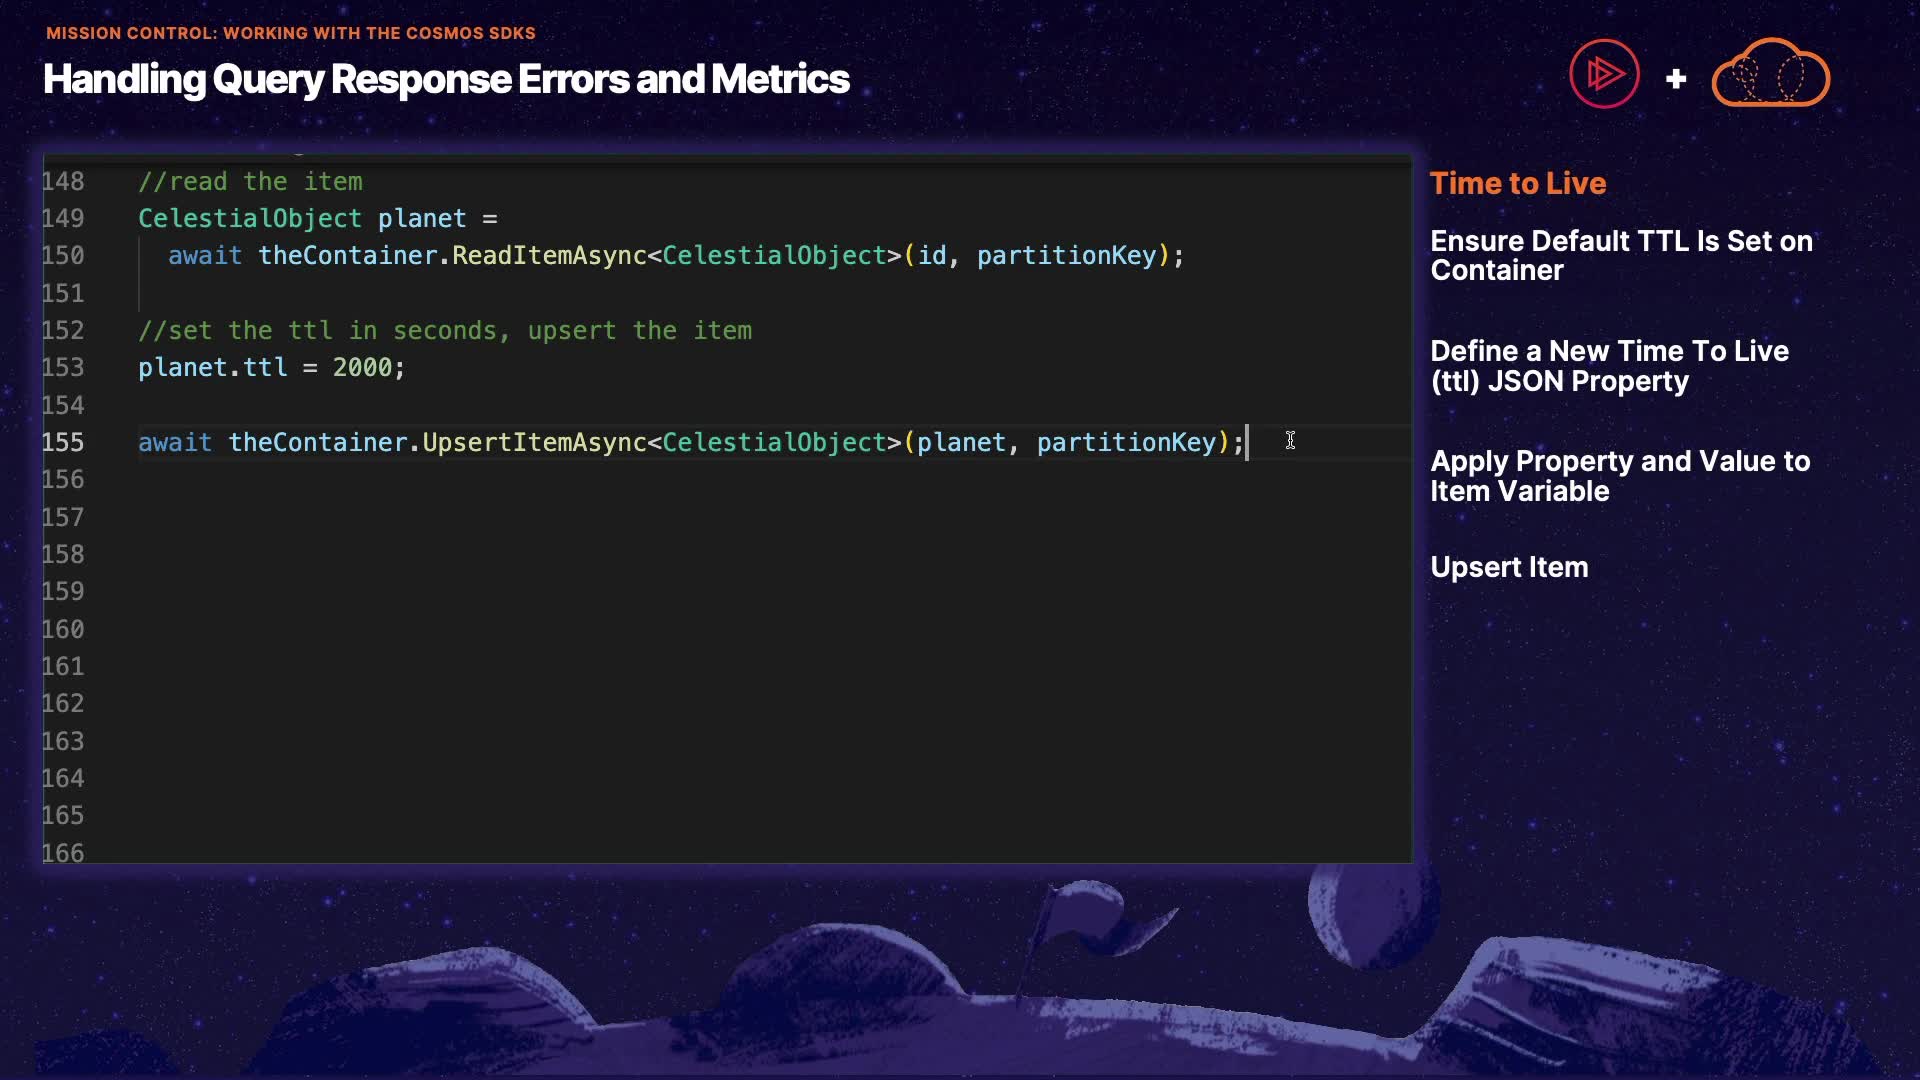 MISSION CONTROL: WORKING WITH THE COSMOS SDKS
Handling Query Response Errors and Metrics
148 //read the item
149 CelestialObject planet =
150 await theContainer.ReadItemAsync<CelestialObject>(id, partitionKey);
151
152 //set the ttl in seconds, upsert the item
153 planet.ttl = 2000;
154
155 await theContainer.UpsertItemAsync<CelestialObject>(planet, partitionKey);
156
157
158
159
160
161
162
163
164
165
166
Time to Live
Ensure Default TTL Is Set on
Container
Define a New Time To Live
(ttl) JSON Property
Apply Property and Value to
Item Variable
Upsert Item